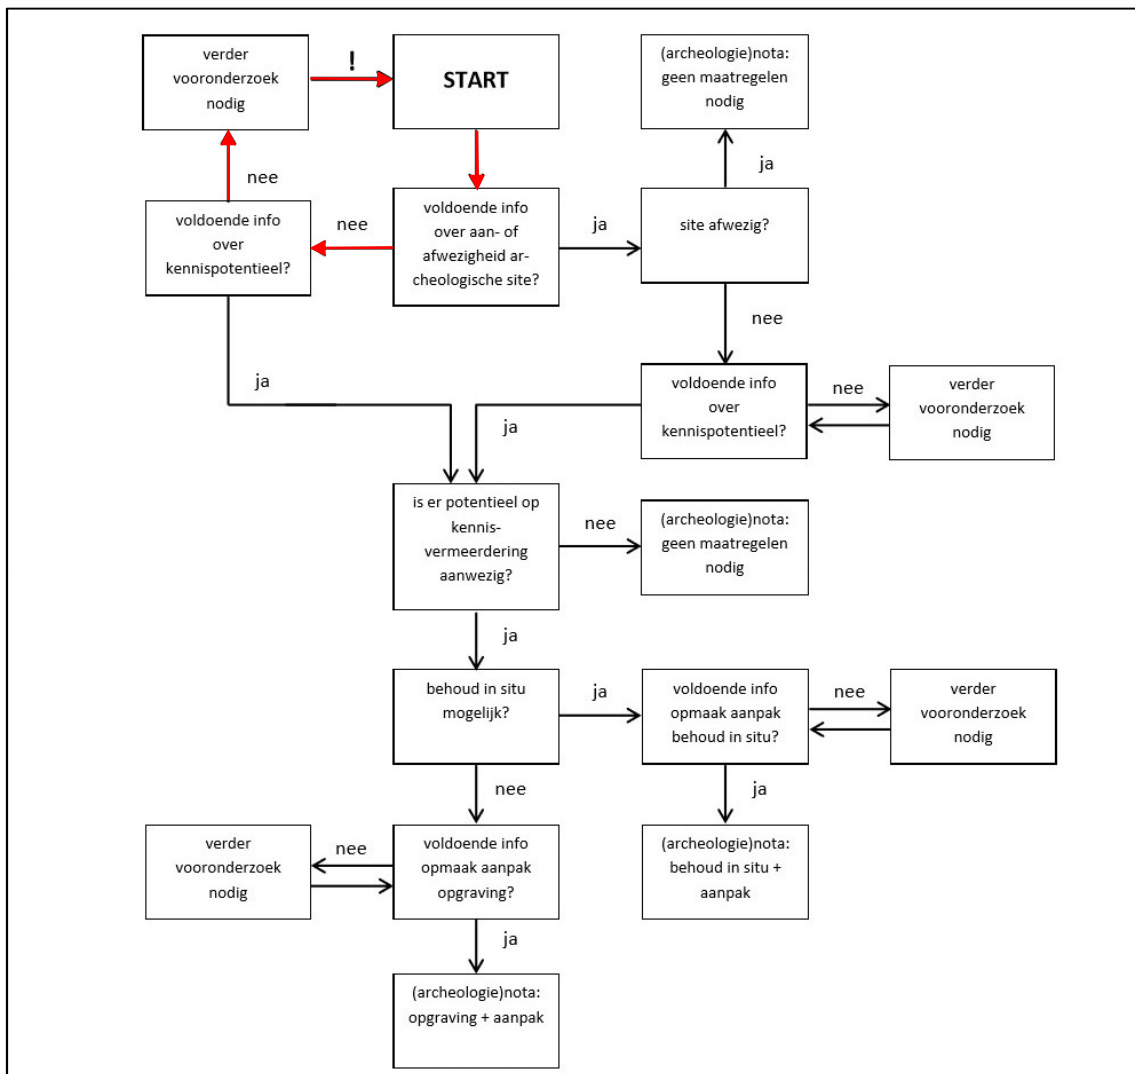 verder
vooronderzoek
nodig
!
START
(archeologie)nota:
geen maatregelen
nodig
nee
ja
voldoende info
over
kennispotentieel?
nee
voldoende info
over aan- of
afwezigheid ar-
cheologische site?
ja
site afwezig?
nee
ja
voldoende info
over
kennispotentieel?
nee
verder
vooronderzoek
nodig
ja
is er potentieel op
kennis-
vermeerdering
aanwezig?
nee
(archeologie)nota:
geen maatregelen
nodig
ja
behoud in situ
mogelijk?
ja
voldoende info
opmaak aanpak
behoud in situ?
nee
verder
vooronderzoek
nodig
nee
ja
verder
vooronderzoek
nodig
nee
voldoende info
opmaak aanpak
opgraving?
(archeologie)nota:
behoud in situ +
aanpak
ja
(archeologie)nota:
opgraving + aanpak